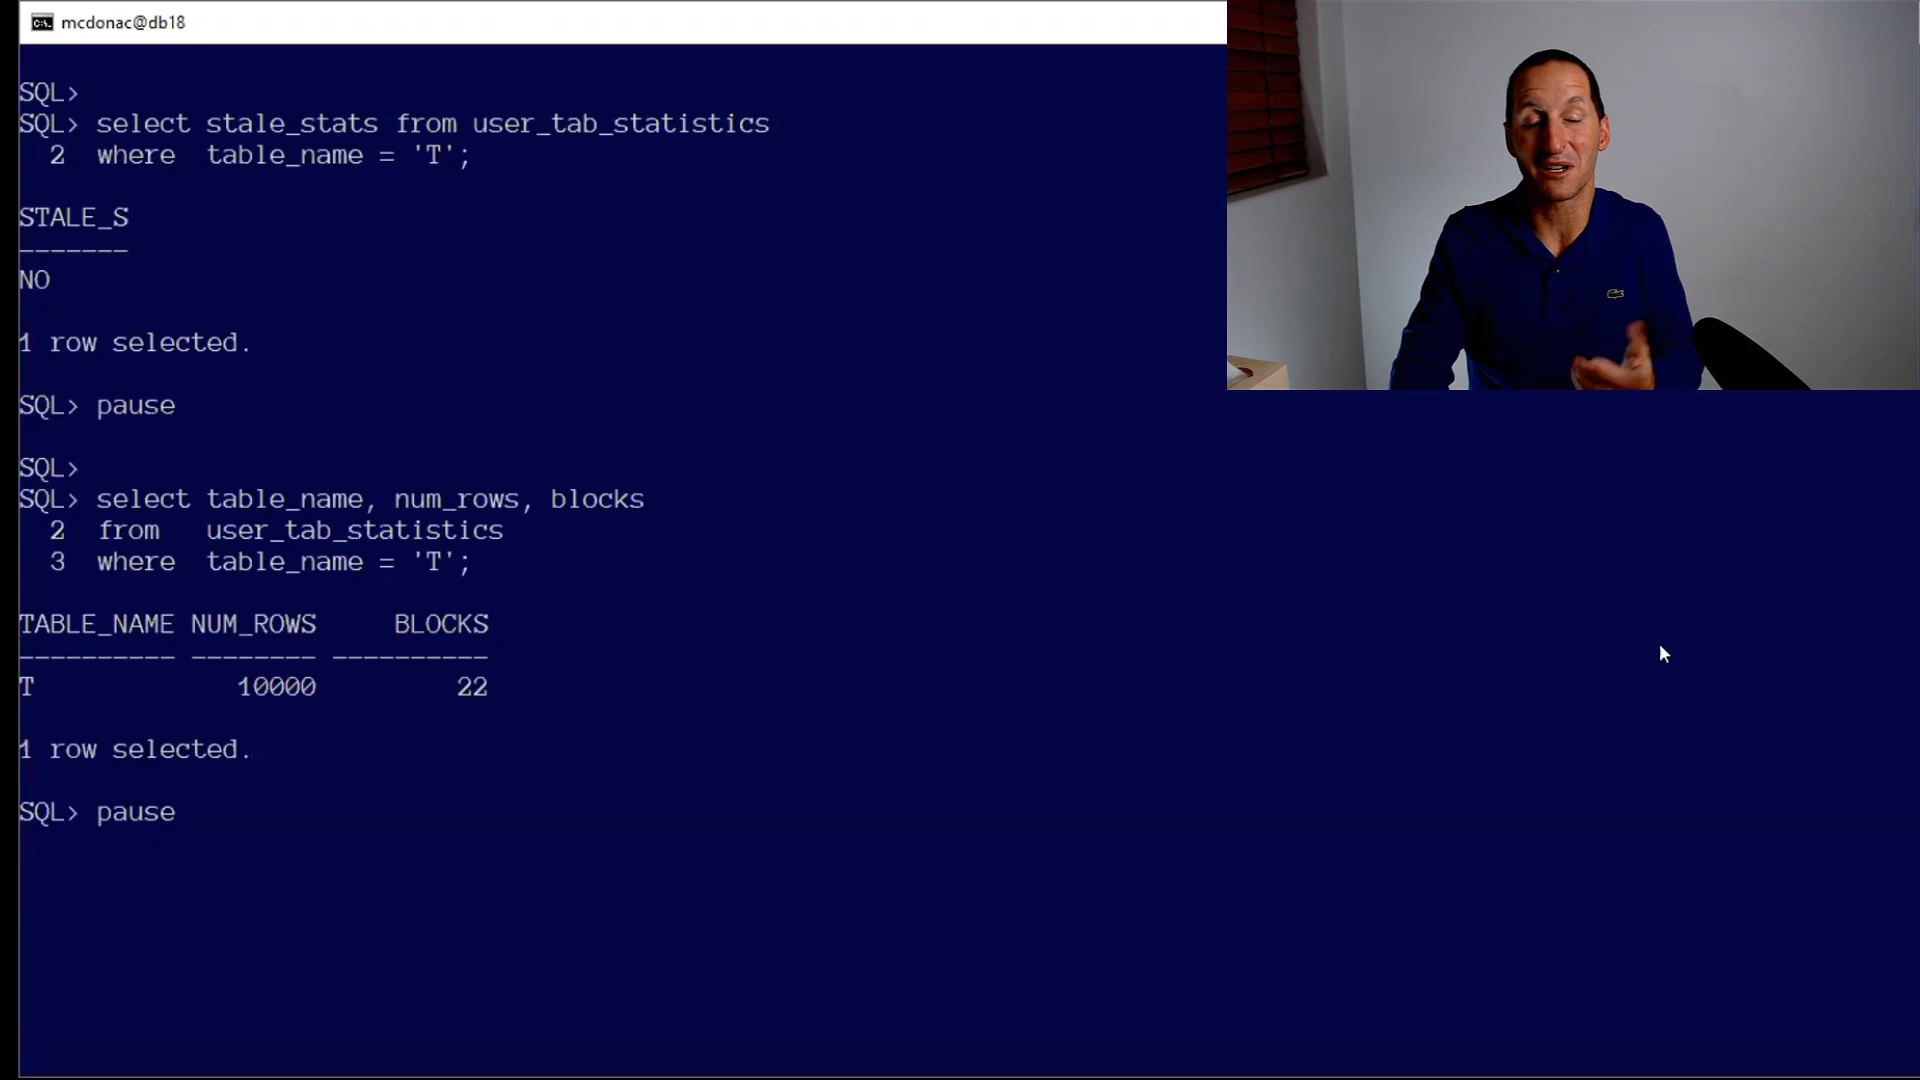 mcdonac@db18
SQL>
SQL> select stale_stats from user_tab_statistics
  2  where  table_name = 'T';
STALE_S
-------
NO
1 row selected.
SQL> pause
SQL>
SQL> select table_name, num_rows, blocks
  2  from   user_tab_statistics
  3  where  table_name = 'T';
TABLE_NAME NUM_ROWS     BLOCKS
---------- -------- ----------
T             10000         22
1 row selected.
SQL> pause